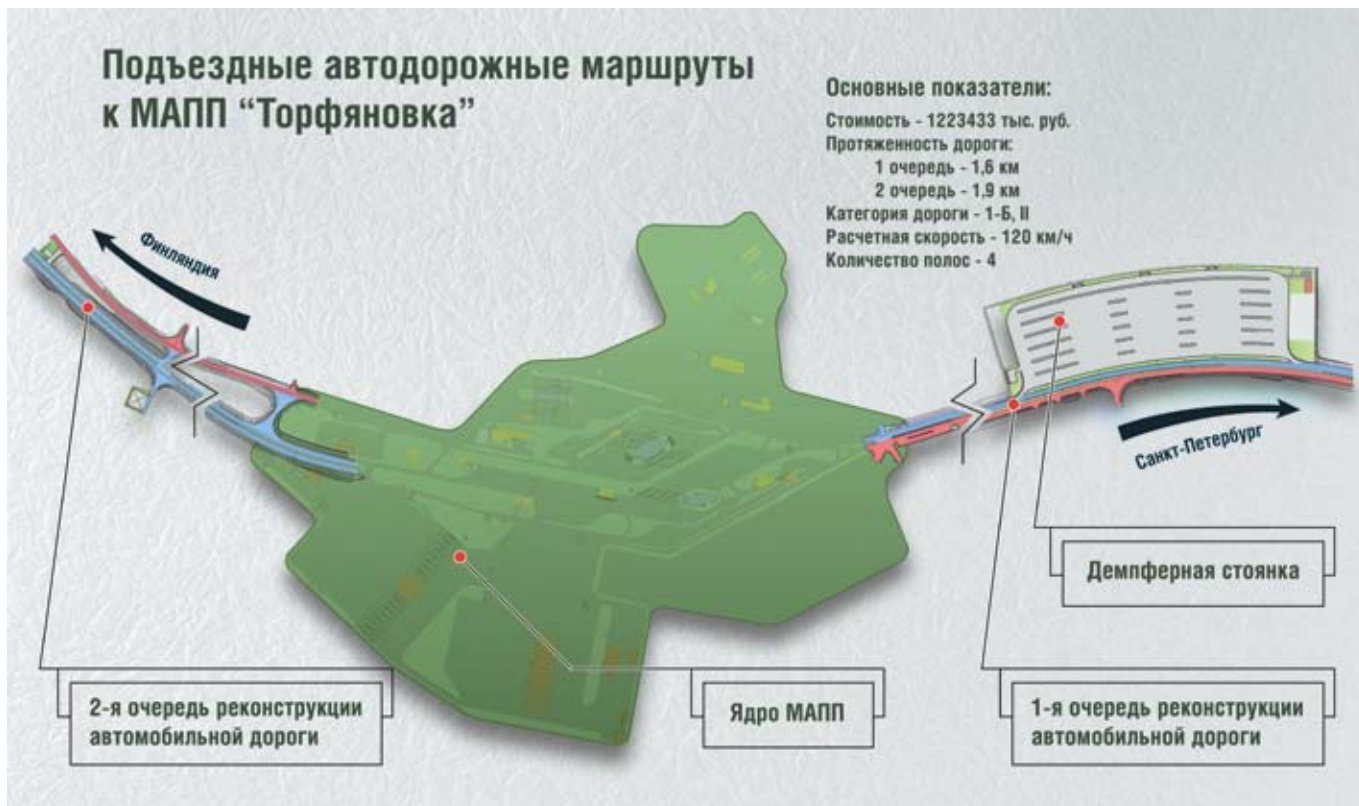 Подъездные автодорожные маршруты
к МАПП “Торфяновка”
Основные показатели:
Стоимость - 1223433 тыс. руб.
Протяженность дороги:
1 очередь - 1,6 км
2 очередь - 1,9 км
Категория дороги - 1-Б, II
Расчетная скорость - 120 км/ч
Количество полос - 4
Финляндия
Санкт-Петербург
Демпферная стоянка
2-я очередь реконструкции
автомобильной дороги
Ядро МАПП
1-я очередь реконструкции
автомобильной дороги